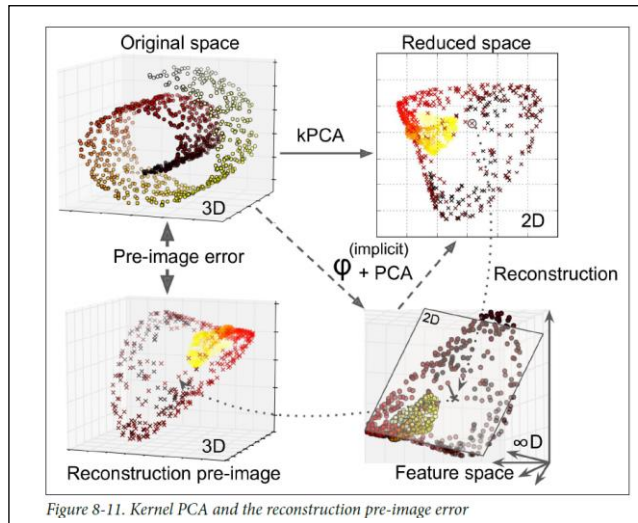 Original space
Reduced space
kPCA
3D
2D
Pre-image error
(implicit)
φ + PCA
Reconstruction
2D
3D
∞D
Reconstruction pre-image
Feature space
Figure 8-11. Kernel PCA and the reconstruction pre-image error